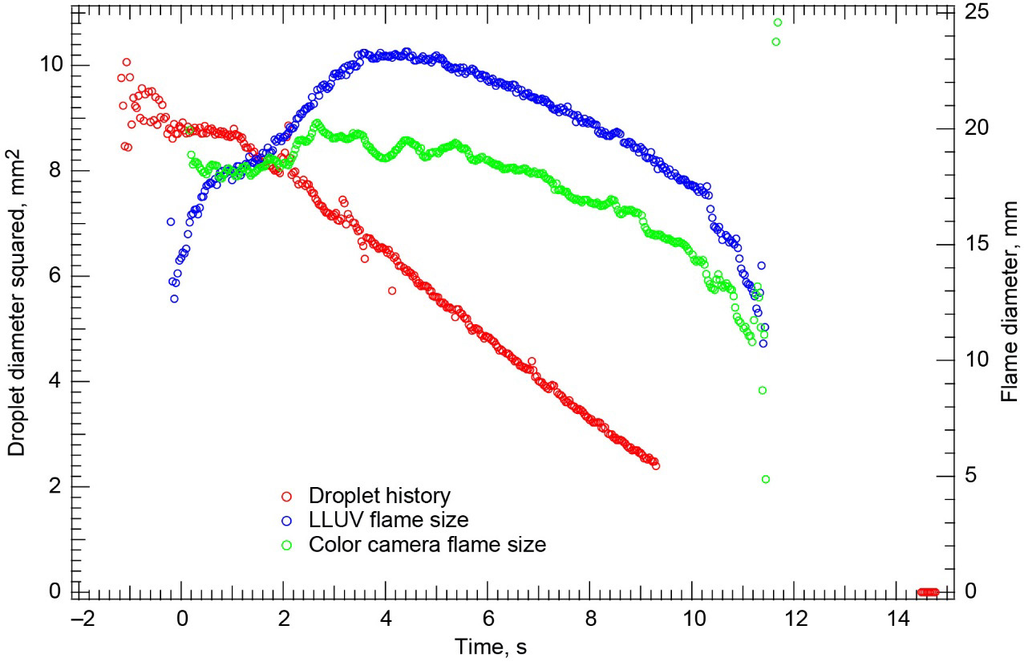 Droplet diameter squared, mm2
10
8
6
4
2
0
25
20
15
10
5
0
Flame diameter, mm
Droplet history
LLUV flame size
Color camera flame size
–2 0 2 4 6 8 10 12 14
Time, s